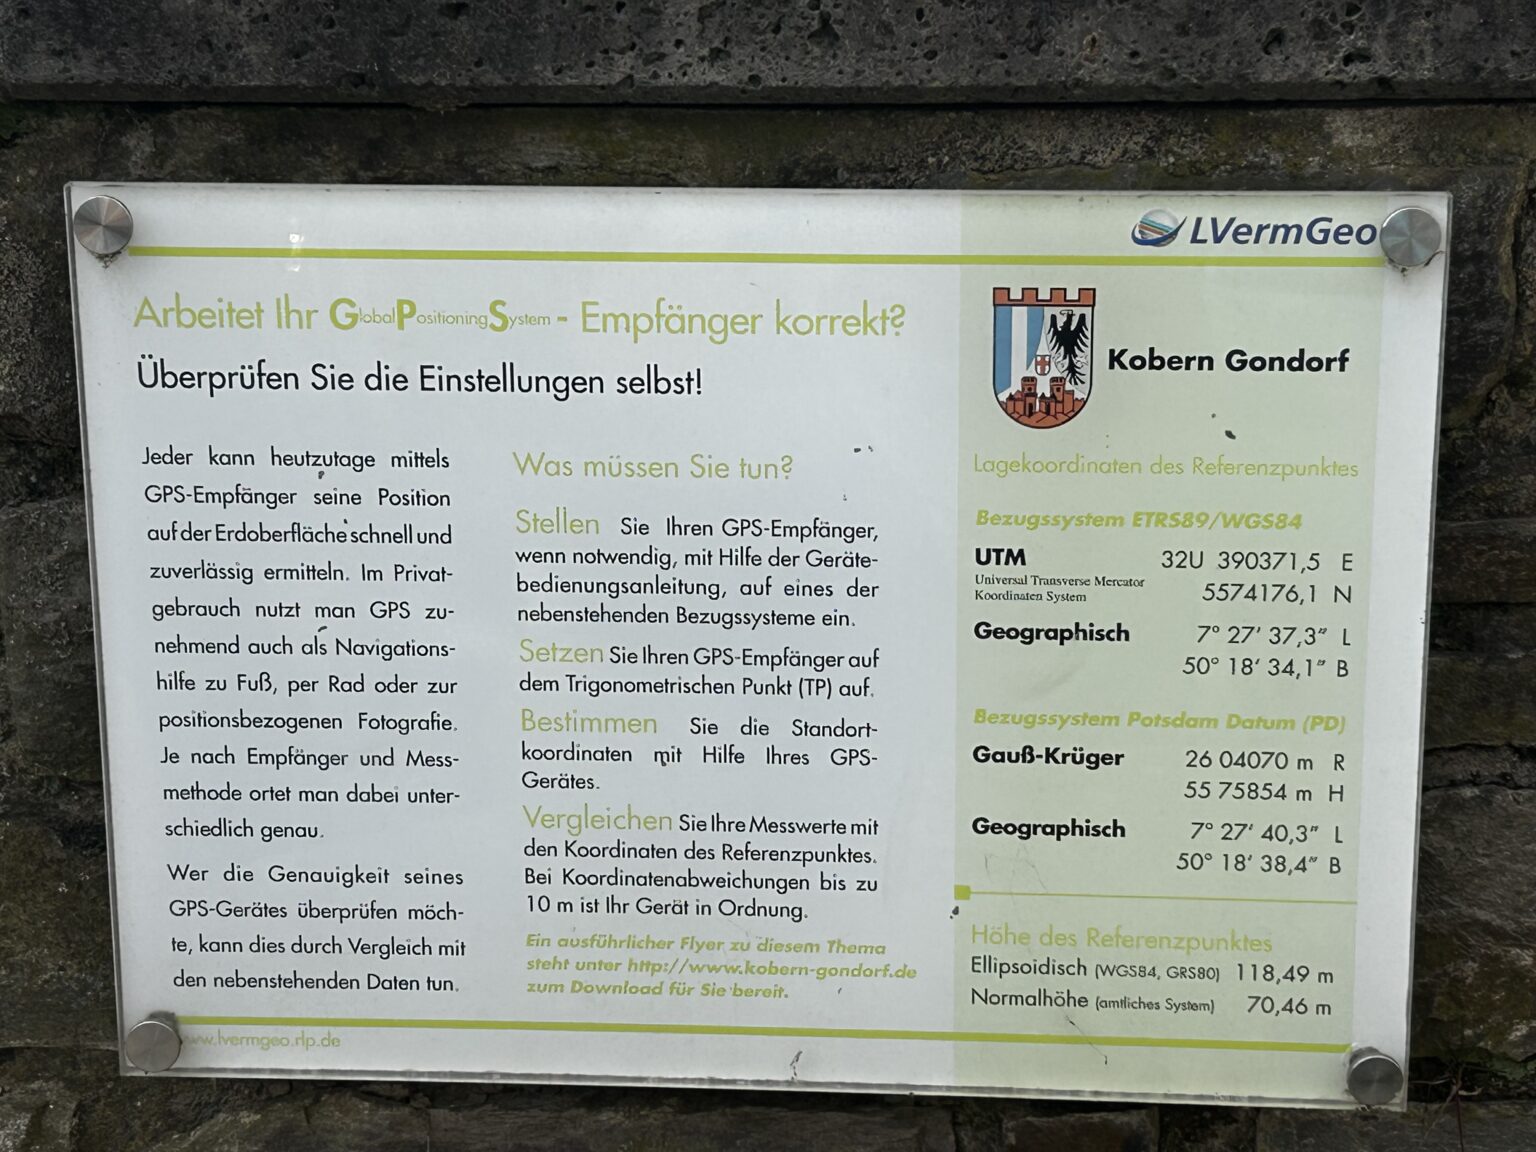 LVermGeo
Arbeitet Ihr GlobalPositioningSystem - Empfänger korrekt?
Überprüfen Sie die Einstellungen selbst!
Jeder kann heutzutage mittels
GPS-Empfänger seine Position
auf der Erdoberfläche schnell und
zuverlässig ermitteln. Im Privat-
gebrauch nutzt man GPS zu-
nehmend auch als Navigations-
hilfe zu Fuß, per Rad oder zur
positionsbezogenen Fotografie.
Je nach Empfänger und Mess-
methode ortet man dabei unter-
schiedlich genau.
Wer die Genauigkeit seines
GPS-Gerätes überprüfen möch-
te, kann dies durch Vergleich mit
den nebenstehenden Daten tun.
Was müssen Sie tun?
Stellen Sie Ihren GPS-Empfänger,
wenn notwendig, mit Hilfe der Geräte-
bedienungsanleitung, auf eines der
nebenstehenden Bezugssysteme ein.
Setzen Sie Ihren GPS-Empfänger auf
dem Trigonometrischen Punkt (TP) auf.
Bestimmen Sie die Standort-
koordinaten mit Hilfe Ihres GPS-
Gerätes.
Vergleichen Sie Ihre Messwerte mit
den Koordinaten des Referenzpunktes.
Bei Koordinatenabweichungen bis zu
10 m ist Ihr Gerät in Ordnung.
Ein ausführlicher Flyer zu diesem Thema
steht unter http://www.kobern-gondorf.de
zum Download für Sie bereit.
Kobern Gondorf
Lagekoordinaten des Referenzpunktes
Bezugssystem ETRS89/WGS84
UTM 32U 390371,5 E
Universal Transverse Mercator
Koordinaten System 5574176,1 N
Geographisch 7° 27' 37,3" L
50° 18' 34,1" B
Bezugssystem Potsdam Datum (PD)
Gauß-Krüger 26 04070 m R
55 75854 m H
Geographisch 7° 27' 40,3" L
50° 18' 38,4" B
Höhe des Referenzpunktes
Ellipsoidisch (WGS84, GRS80) 118,49 m
Normalhöhe (amtliches System) 70,46 m
www.lvermgeo.rlp.de